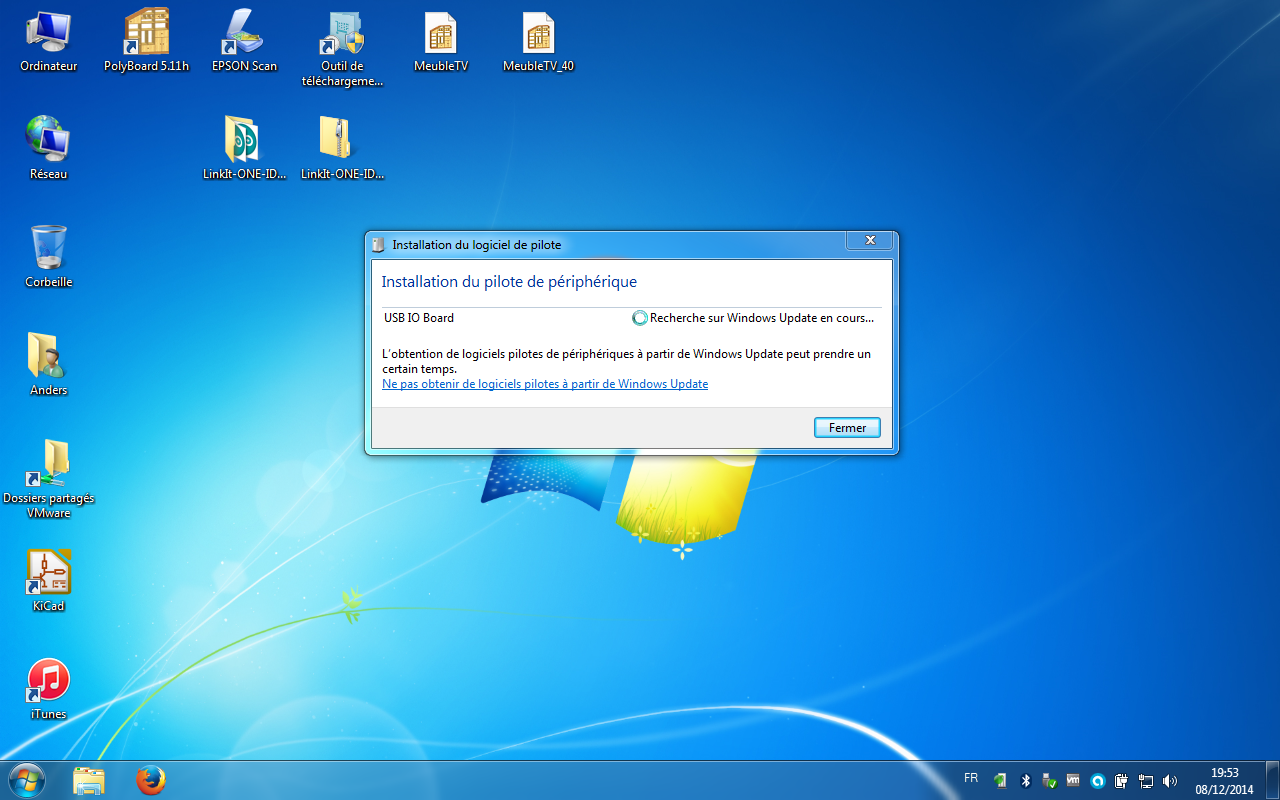 Ordinateur
PolyBoard 5.11h
EPSON Scan
Outil de
téléchargeme...
MeubleTV
MeubleTV_40
Réseau
LinkIt-ONE-ID...
LinkIt-ONE-ID...
Corbeille
Anders
Dossiers partagés
VMware
KiCad
iTunes
Installation du logiciel de pilote
Installation du pilote de périphérique
USB IO Board
Recherche sur Windows Update en cours...
L'obtention de logiciels pilotes de périphériques à partir de Windows Update peut prendre un
certain temps.
Ne pas obtenir de logiciels pilotes à partir de Windows Update
Fermer
FR
vm
19:53
08/12/2014